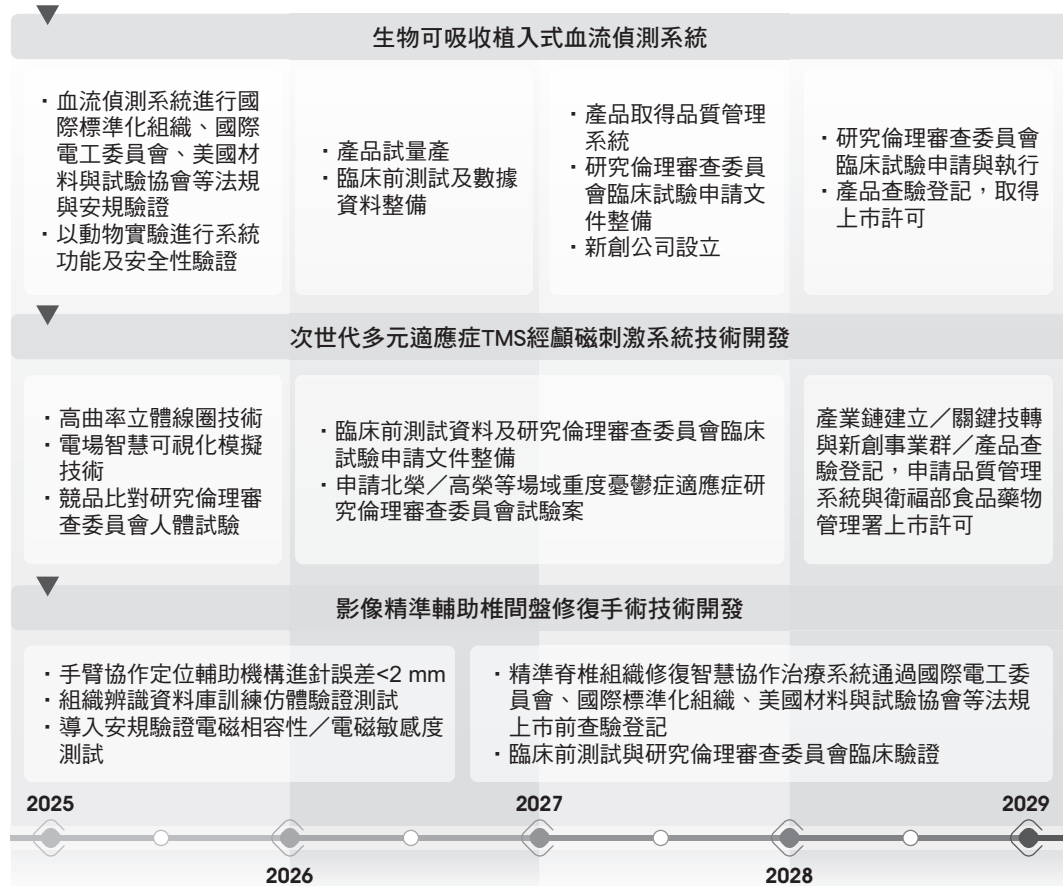 生物可吸收植入式血流偵測系統
・血流偵測系統進行國
際標準化組織、國際
電工委員會、美國材
料與試驗協會等法規
與安規驗證
・以動物實驗進行系統
功能及安全性驗證
・產品試量產
・臨床前測試及數據
資料整備
・產品取得品質管理
系統
・研究倫理審查委員
會臨床試驗申請文
件整備
・新創公司設立
・研究倫理審查委員會
臨床試驗申請與執行
・產品查驗登記,取得
上市許可
次世代多元適應症TMS經顱磁刺激系統技術開發
・高曲率立體線圈技術
・電場智慧可視化模擬
技術
・競品比對研究倫理審
查委員會人體試驗
・臨床前測試資料及研究倫理審查委員會臨床
試驗申請文件整備
・申請北榮／高榮等場域重度憂鬱症適應症研
究倫理審查委員會試驗案
產業鏈建立／關鍵技轉
與新創事業群／產品查
驗登記,申請品質管理
系統與衛福部食品藥物
管理署上市許可
影像精準輔助椎間盤修復手術技術開發
・手臂協作定位輔助機構進針誤差<2 mm
・組織辨識資料庫訓練仿體驗證測試
・導入安規驗證電磁相容性／電磁敏感度
測試
・精準脊椎組織修復智慧協作治療系統通過國際電工委
員會、國際標準化組織、美國材料與試驗協會等法規
上市前查驗登記
・臨床前測試與研究倫理審查委員會臨床驗證
2025
2027
2029
2026
2028